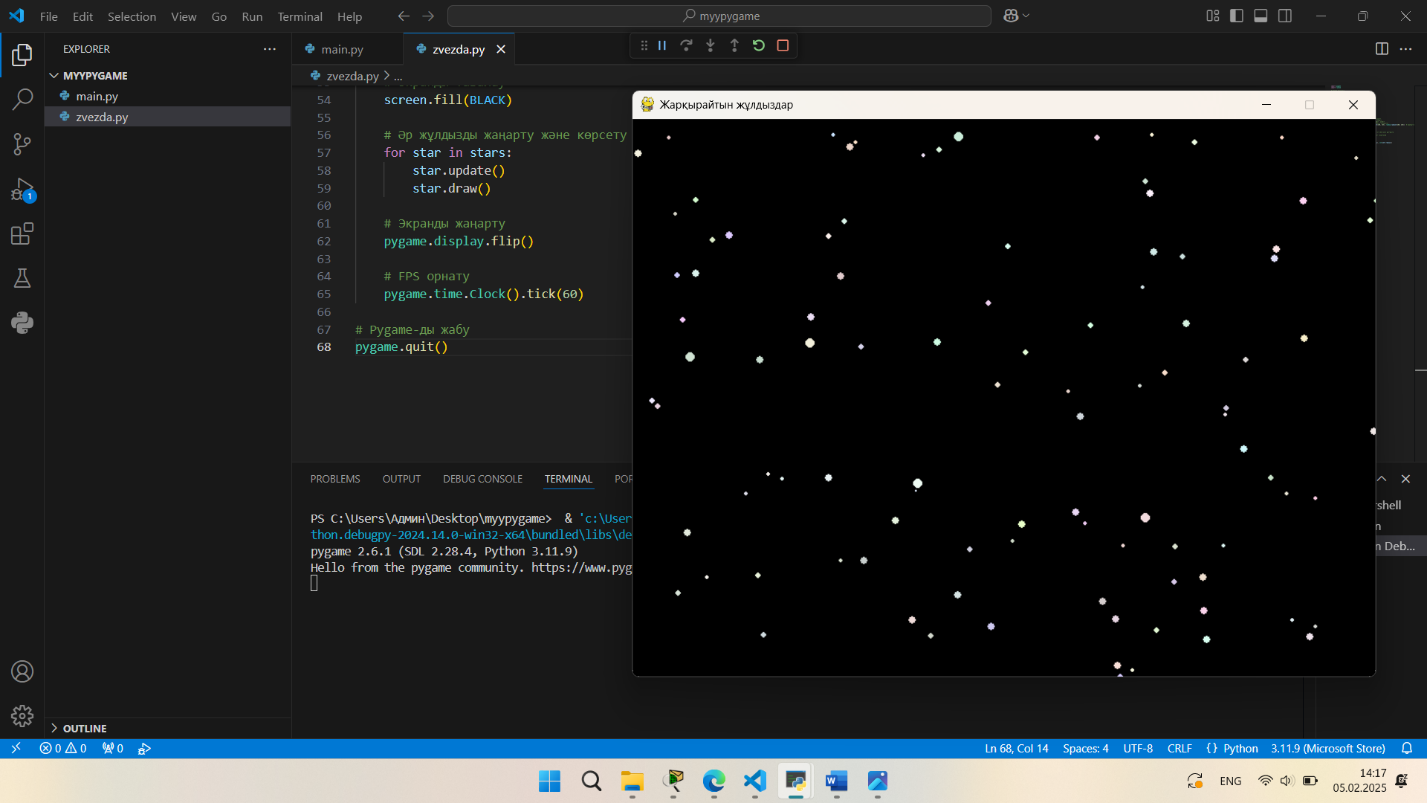 File Edit Selection View Go Run Terminal Help
myypygame
EXPLORER
MYYPYGAME
main.py
zvezda.py
OUTLINE
1
main.py
zvezda.py
zvezda.py > ...
54 screen.fill(BLACK)
55
56 # Әр жұлдызды жаңарту және көрсету
57 for star in stars:
58 star.update()
59 star.draw()
60
61 # Экранды жаңарту
62 pygame.display.flip()
63
64 # FPS орнату
65 pygame.time.Clock().tick(60)
66
67 # Pygame-ды жабу
68 pygame.quit()
Жарқырайтын жұлдыздар
PROBLEMS OUTPUT DEBUG CONSOLE TERMINAL
PS C:\Users\Админ\Desktop\myypygame> & 'c:\User
thon.debugpy-2024.14.0-win32-x64\bundled\libs\de
pygame 2.6.1 (SDL 2.28.4, Python 3.11.9)
Hello from the pygame community. https://www.pyg
n Deb...
0 0 0
Ln 68, Col 14 Spaces: 4 UTF-8 CRLF {} Python 3.11.9 (Microsoft Store)
ENG
14:17
05.02.2025